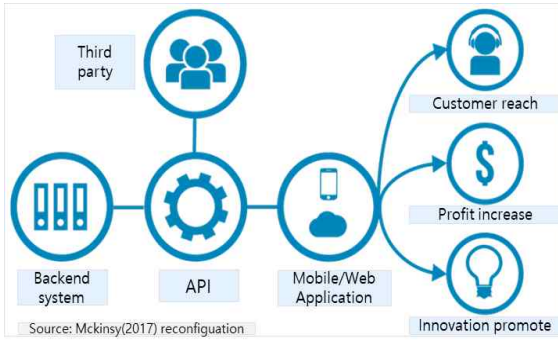 Third
party
Customer reach
$
Profit increase
Backend
system
API
Mobile/Web
Application
Innovation promote
Source: Mckinsy(2017) reconfiguation